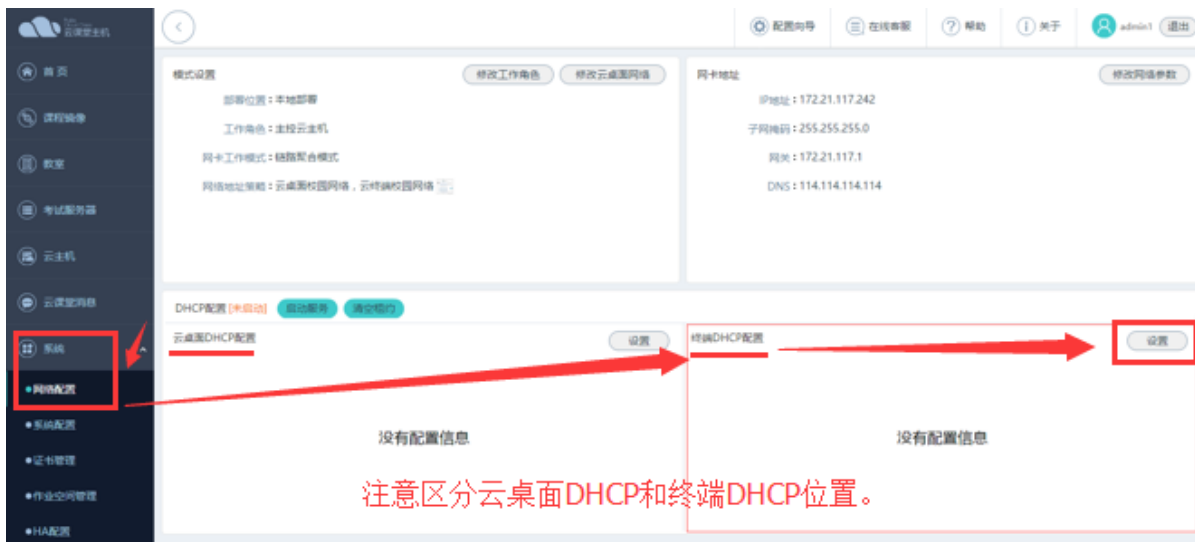 云课堂主机
配置向导
在线客服
帮助
关于
admin1
退出
首页
课程镜像
教室
考试服务器
云主机
云课堂消息
系统
网络配置
系统配置
证书管理
作业空间管理
HA配置
模式设置
修改工作角色
修改云桌面网络
部署位置：本地部署
工作角色：主控云主机
网卡工作模式：链路聚合模式
网络地址策略：云桌面校园网络，云终端校园网络
网卡地址
修改网络参数
IP地址：172.21.117.242
子网掩码：255.255.255.0
网关：172.21.117.1
DNS：114.114.114.114
DHCP配置 [未启动]
启动服务
清空租约
云桌面DHCP配置
设置
没有配置信息
终端DHCP配置
设置
没有配置信息
注意区分云桌面DHCP和终端DHCP位置。